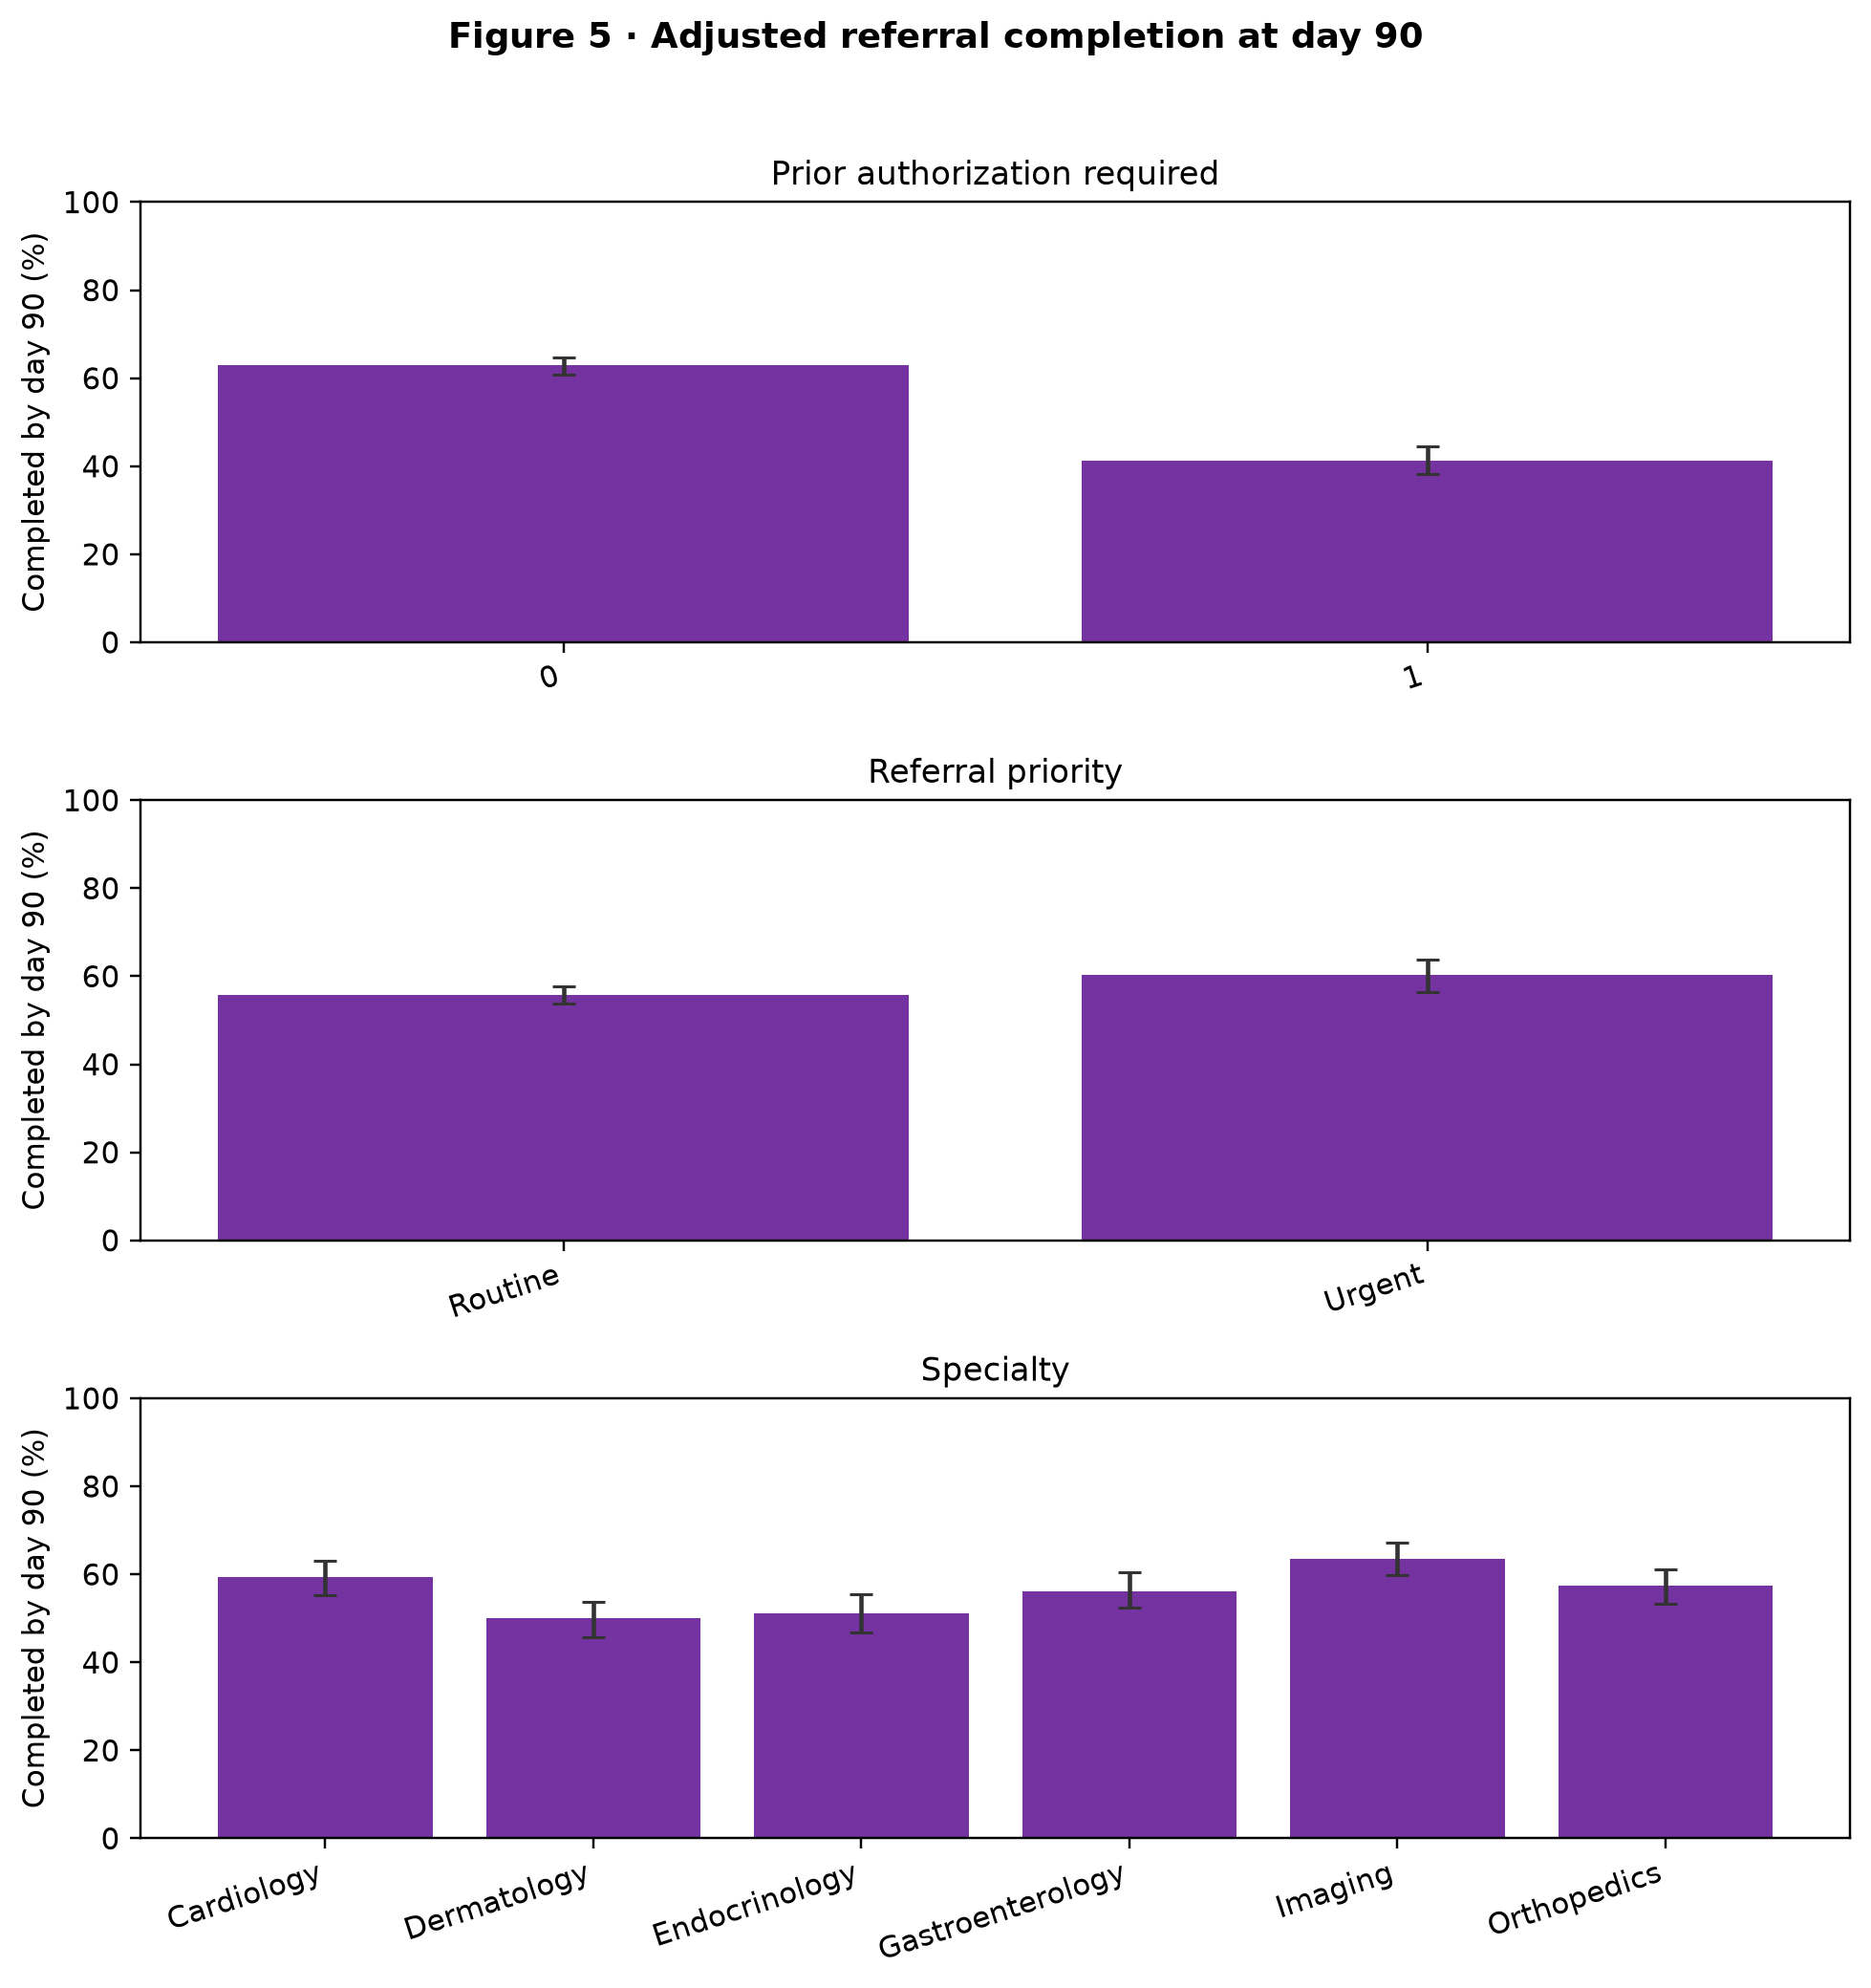 Figure 5 · Adjusted referral completion at day 90
Prior authorization required
Completed by day 90 (%)
100
80
60
40
20
0
0
1
Referral priority
Completed by day 90 (%)
100
80
60
40
20
0
Routine
Urgent
Specialty
Completed by day 90 (%)
100
80
60
40
20
0
Cardiology
Dermatology
Endocrinology
Gastroenterology
Imaging
Orthopedics